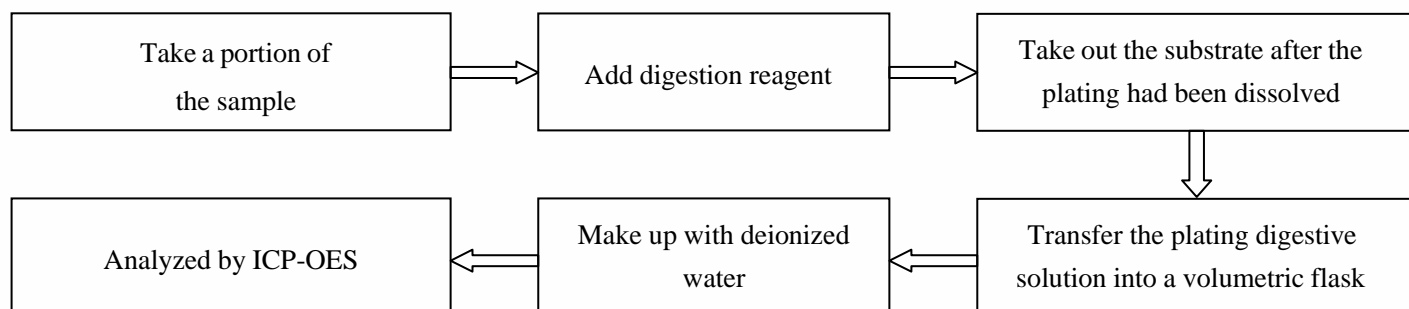 Take a portion of
the sample
Add digestion reagent
Take out the substrate after the
plating had been dissolved
Transfer the plating digestive
solution into a volumetric flask
Make up with deionized
water
Analyzed by ICP-OES